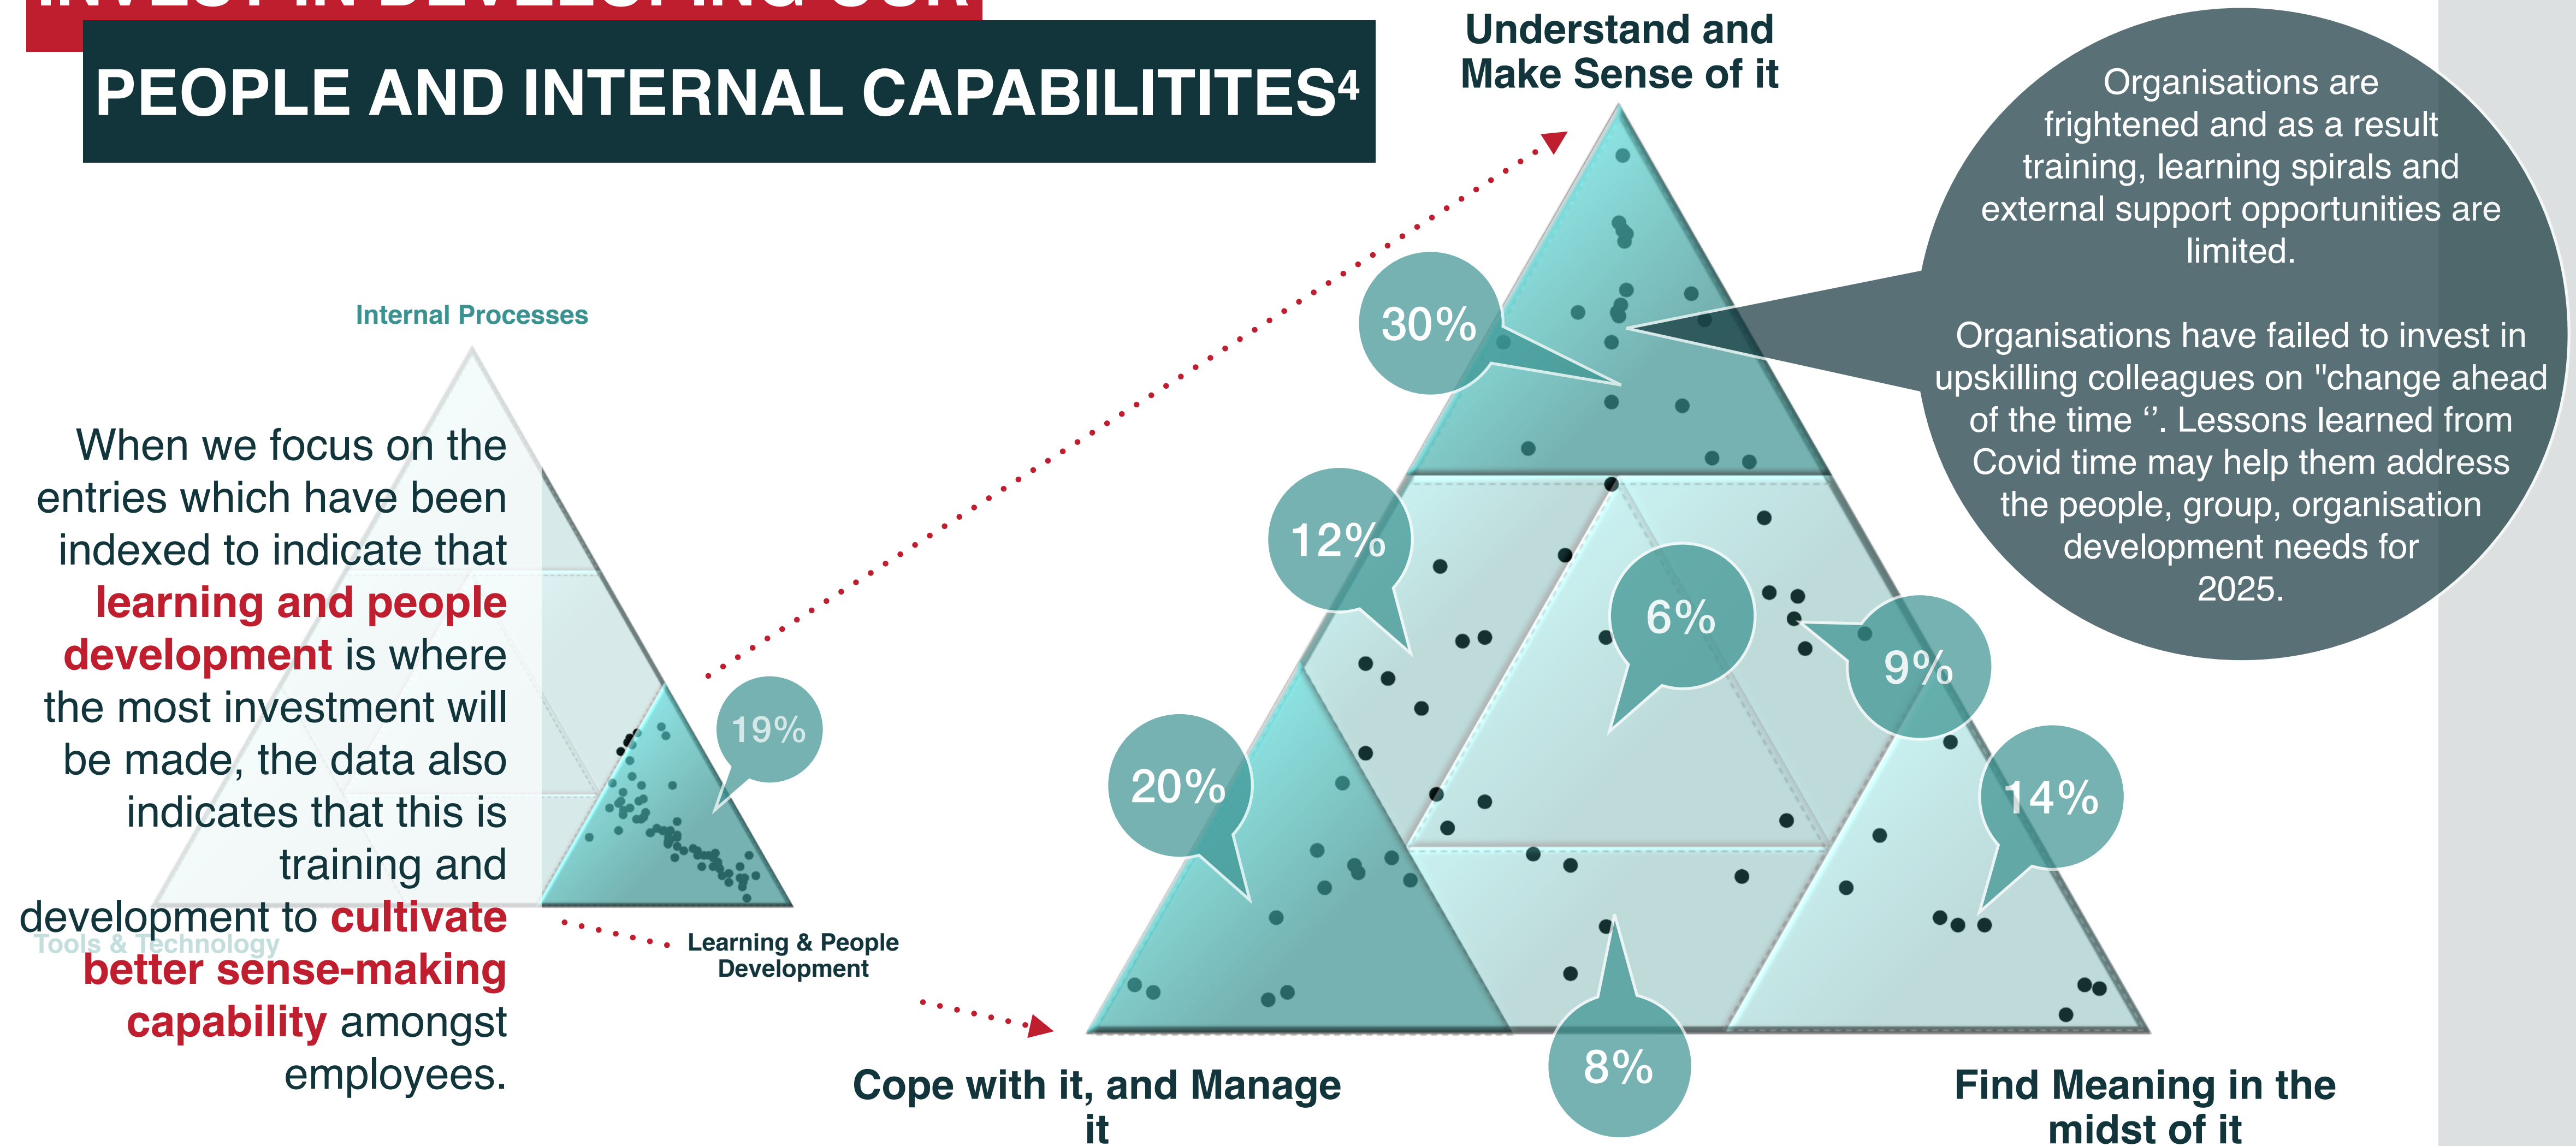 INVEST IN DEVELOPING OUR
PEOPLE AND INTERNAL CAPABILITITES⁴
Internal Processes
When we focus on the
entries which have been
indexed to indicate that
learning and people
development is where
the most investment will
be made, the data also
indicates that this is
training and
development to cultivate
better sense-making
capability amongst
employees.
Tools & Technology
19%
Learning & People
Development
Understand and
Make Sense of it
30%
12%
6%
9%
20%
14%
8%
Cope with it, and Manage
it
Find Meaning in the
midst of it
Organisations are
frightened and as a result
training, learning spirals and
external support opportunities are
limited.
Organisations have failed to invest in
upskilling colleagues on "change ahead
of the time ‘’. Lessons learned from
Covid time may help them address
the people, group, organisation
development needs for
2025.